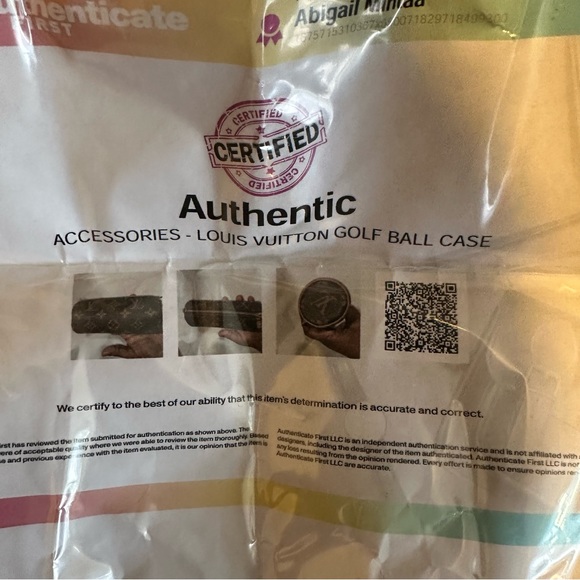 uthenticate
FIRST
Abigail
CERTIFIED
CERTIFIED
CERTIFIED
Authentic
ACCESSORIES - LOUIS VUITTON GOLF BALL CASE
We certify to the best of our ability that this item's determination is accurate and correct.
irst has reviewed the item submitted for authentication as shown above. The
ere of acceptable quality where we were able to review the item thoroughly. Based
e and previous experience with the item evaluated, it is our opinion that the item is
Authenticate First LLC is an independent authentication service and is not affiliated with
designers, including the designer of the item authenticated. Authenticate First LLC is not
any loss resulting from the opinion rendered. Every effort is made to ensure opinions
Authenticate First LLC are accurate.